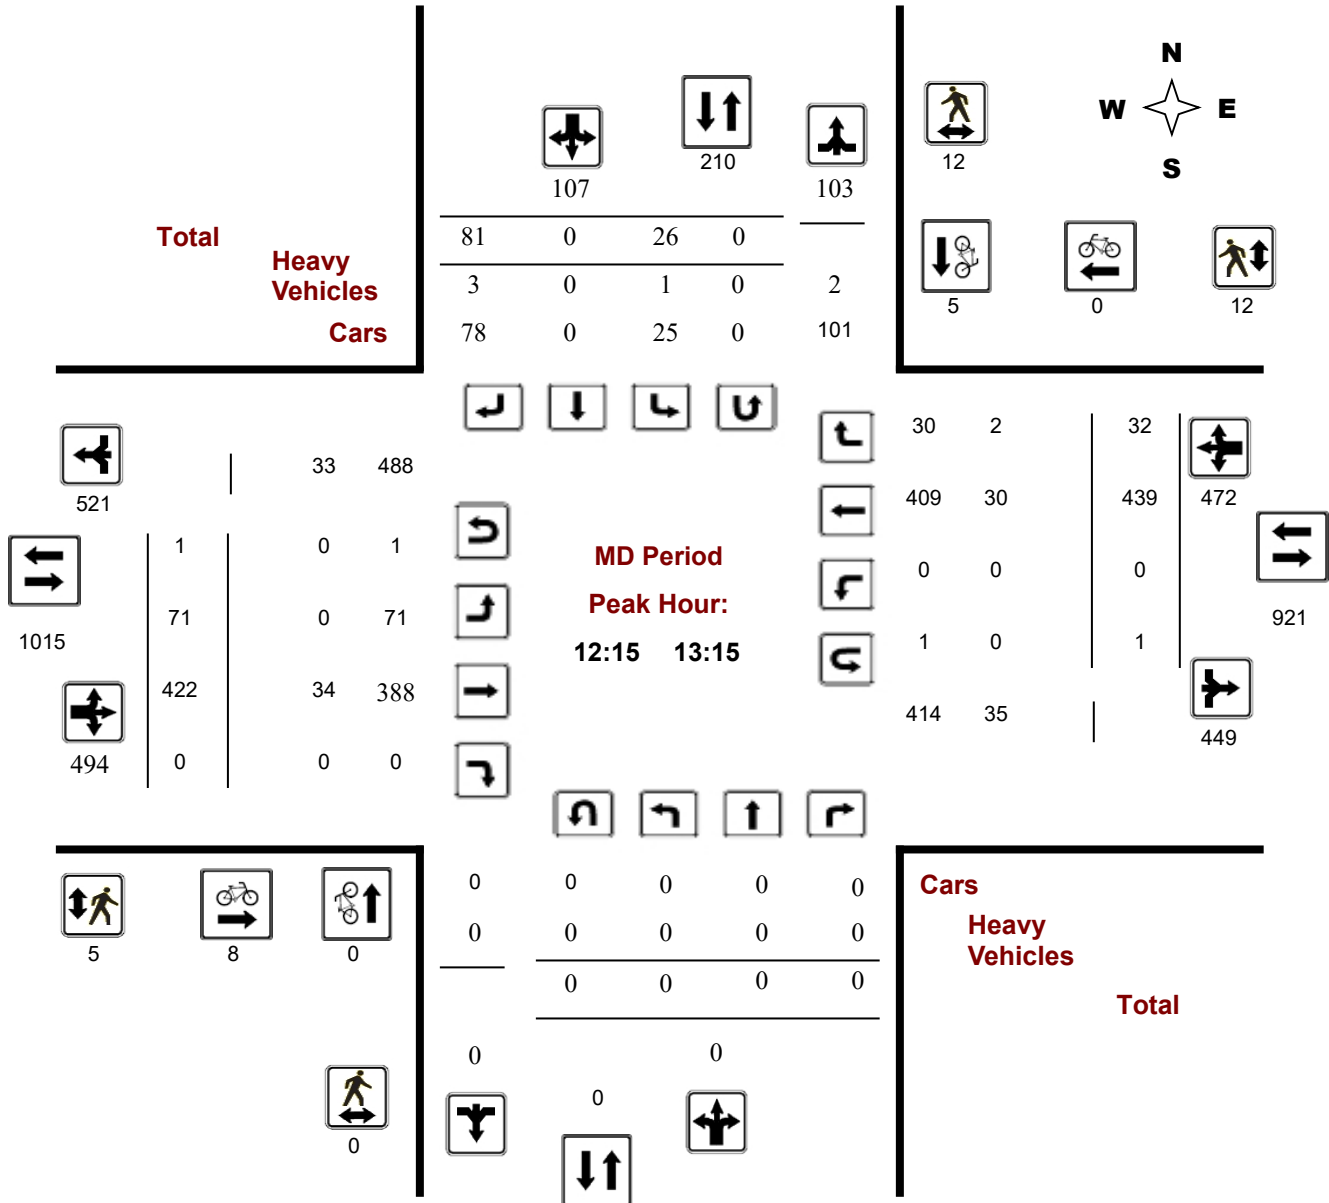 N
W E
S
210
12
107 103
Total 81 0 26 0
Heavy
Vehicles 3 0 1 0 2
Cars 78 0 25 0 101
5 0 12
30 2 32
33 488
521
409 30 439 472
1 0 1
MD Period
0 0 0
Peak Hour:
71 0 71
921
1015
12:15 13:15
1 0 1
422 34 388
414 35
449
494 0 0 0
0 0 0 0 0
Cars
Heavy
Vehicles
0 0 0 0 0
5 8 0
0 0 0 0
Total
0 0
0
0